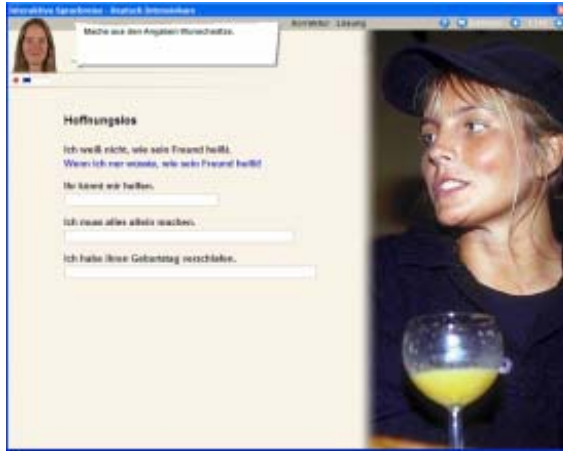 Interaktive Sprachreise - Deutsch Intensivkurs
Korrektur Lösung
Mache aus den Angaben Wunschsätze.
Hoffnungslos
Ich weiß nicht, wie sein Freund heißt.
Wenn ich nur wüsste, wie sein Freund heißt!
Ihr könnt mir helfen.
Ich muss alles allein machen.
Ich habe Ihren Geburtstag verschlafen.